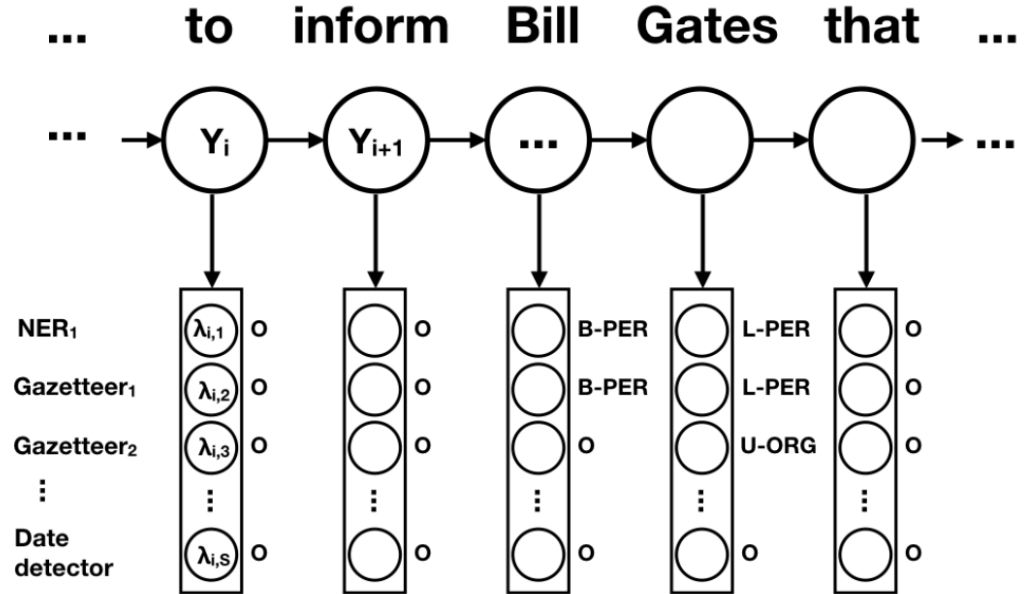 ... to inform Bill Gates that ...
... Yi Yi+1 ... ...
NER1 λi,1 O O B-PER L-PER O
Gazetteer1 λi,2 O O B-PER L-PER O
Gazetteer2 λi,3 O O O U-ORG O
⋮ ⋮ ⋮ ⋮ ⋮ ⋮
Date
detector λi,S O O O O O